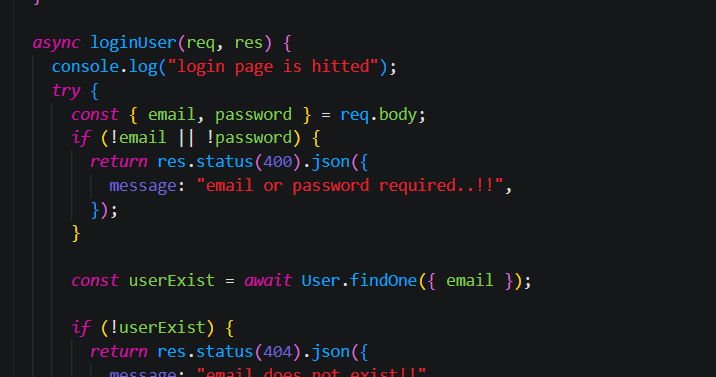 }
async loginUser(req, res) {
console.log("login page is hitted");
try {
const { email, password } = req.body;
if (!email || !password) {
return res.status(400).json({
message: "email or password required..!!",
});
}
const userExist = await User.findOne({ email });
if (!userExist) {
return res.status(404).json({
message: "email does not exist!!"